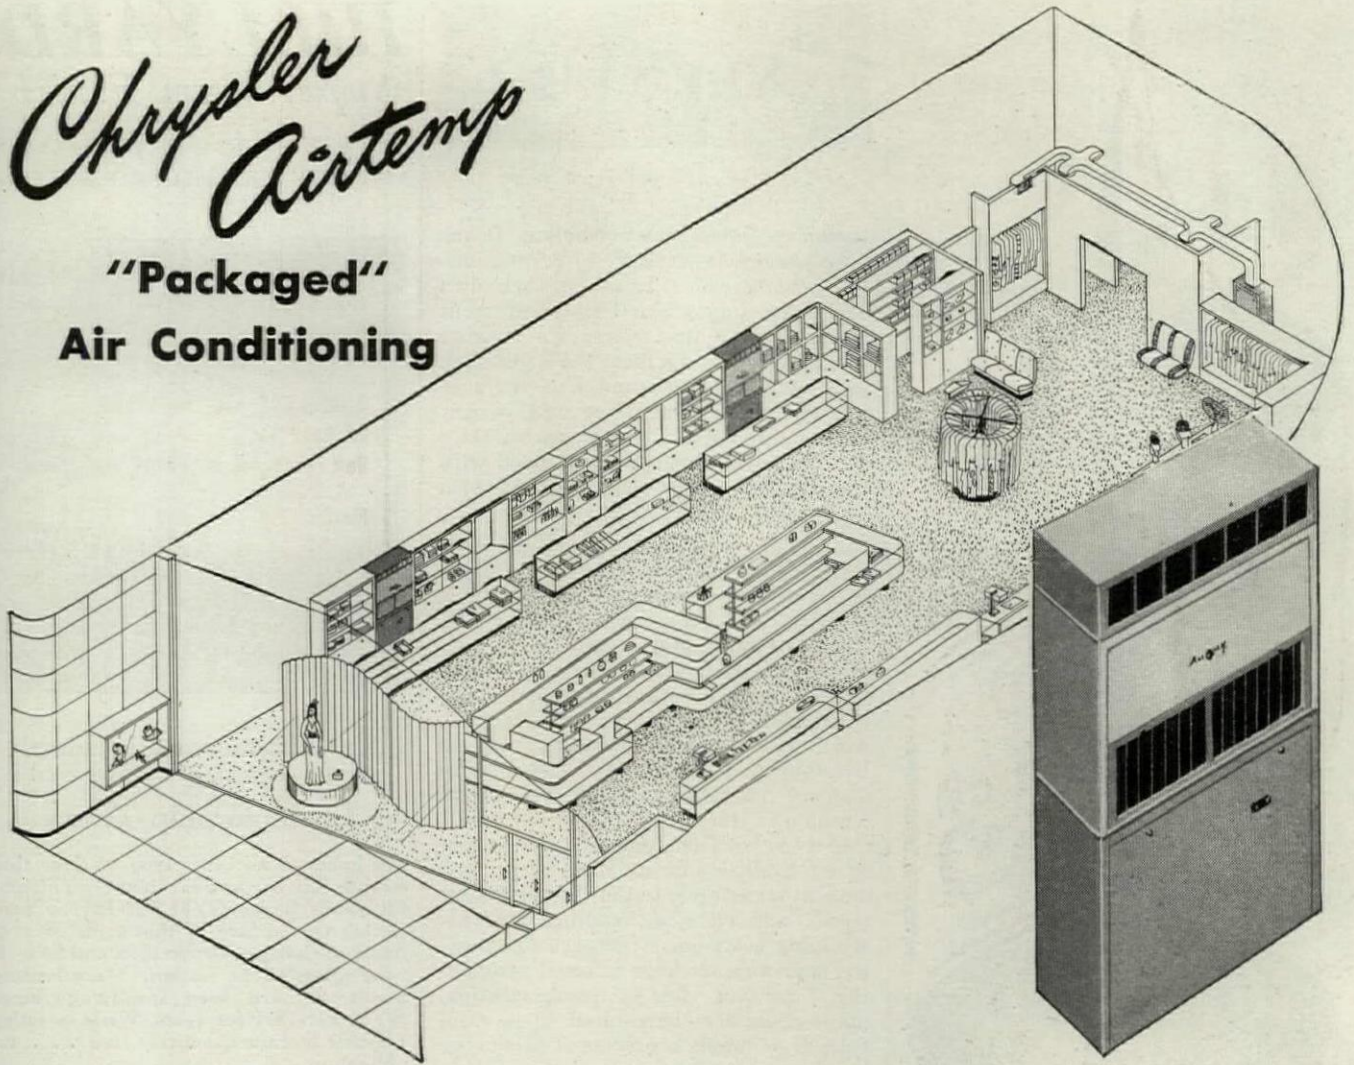 Chrysler
Airtemp
“Packaged“
Air Conditioning